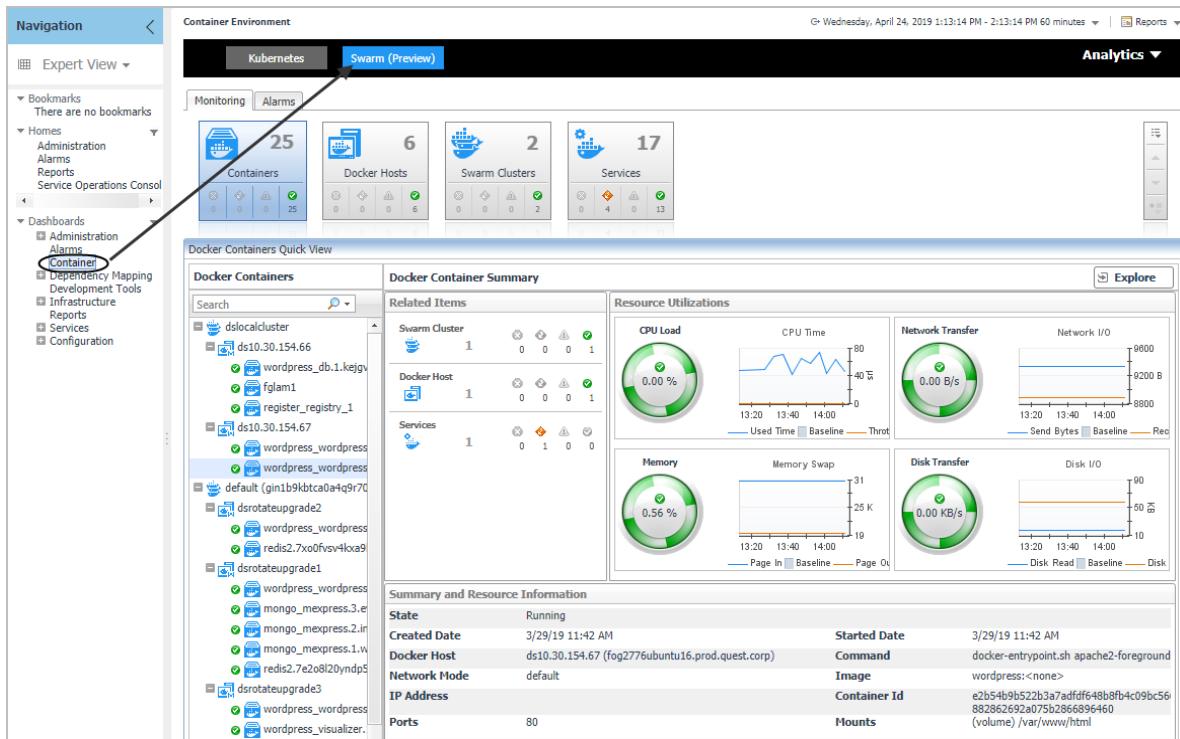 Navigation
Expert View
Bookmarks
There are no bookmarks
Homes
Administration
Alarms
Reports
Service Operations Consol
Dashboards
Administration
Alarms
Container
Dependency Mapping
Development Tools
Infrastructure
Reports
Services
Configuration
Container Environment
Wednesday, April 24, 2019 1:13:14 PM - 2:13:14 PM 60 minutes
Reports
Kubernetes
Swarm (Preview)
Analytics
Monitoring
Alarms
25
Containers
0 0 0 25
6
Docker Hosts
0 0 0 6
2
Swarm Clusters
0 0 0 2
17
Services
0 4 0 13
Docker Containers Quick View
Docker Containers
Search
dslocalcluster
ds10.30.154.66
wordpress_db.1.kejgv
fglam1
register_registry_1
ds10.30.154.67
wordpress_wordpress
wordpress_wordpress
default (gin1b9kbtca0a4q9r70
dsrotateupgrade2
wordpress_wordpress
redis2.7xo0fvsv4kxa9
dsrotateupgrade1
wordpress_wordpress
mongo_mexpress.3.e
mongo_mexpress.2.in
mongo_mexpress.1.w
redis2.7e2o8l20yndp5
dsrotateupgrade3
wordpress_wordpress
wordpress_visualizer.
Docker Container Summary
Explore
Related Items
Swarm Cluster
1
0 0 0 1
Docker Host
1
0 0 0 1
Services
1
0 1 0 0
Resource Utilizations
CPU Load
0.00 %
CPU Time
80
40 µs
0
13:20 13:40 14:00
Used Time Baseline Throt
Network Transfer
0.00 B/s
Network I/O
9600
9200 B
8800
13:20 13:40 14:00
Send Bytes Baseline Rec
Memory
0.56 %
Memory Swap
31
25 K
19
13:20 13:40 14:00
Page In Baseline Page Ou
Disk Transfer
0.00 KB/s
Disk I/O
90
50 KB
10
13:20 13:40 14:00
Disk Read Baseline Disk
Summary and Resource Information
State Running
Created Date 3/29/19 11:42 AM Started Date 3/29/19 11:42 AM
Docker Host ds10.30.154.67 (fog2776ubuntu16.prod.quest.corp) Command docker-entrypoint.sh apache2-foreground
Network Mode default Image wordpress:<none>
IP Address Container Id e2b54b9b522b3a7adfdf648b8fb4c09bc56
882862692a075b2866896460
Ports 80 Mounts (volume) /var/www/html